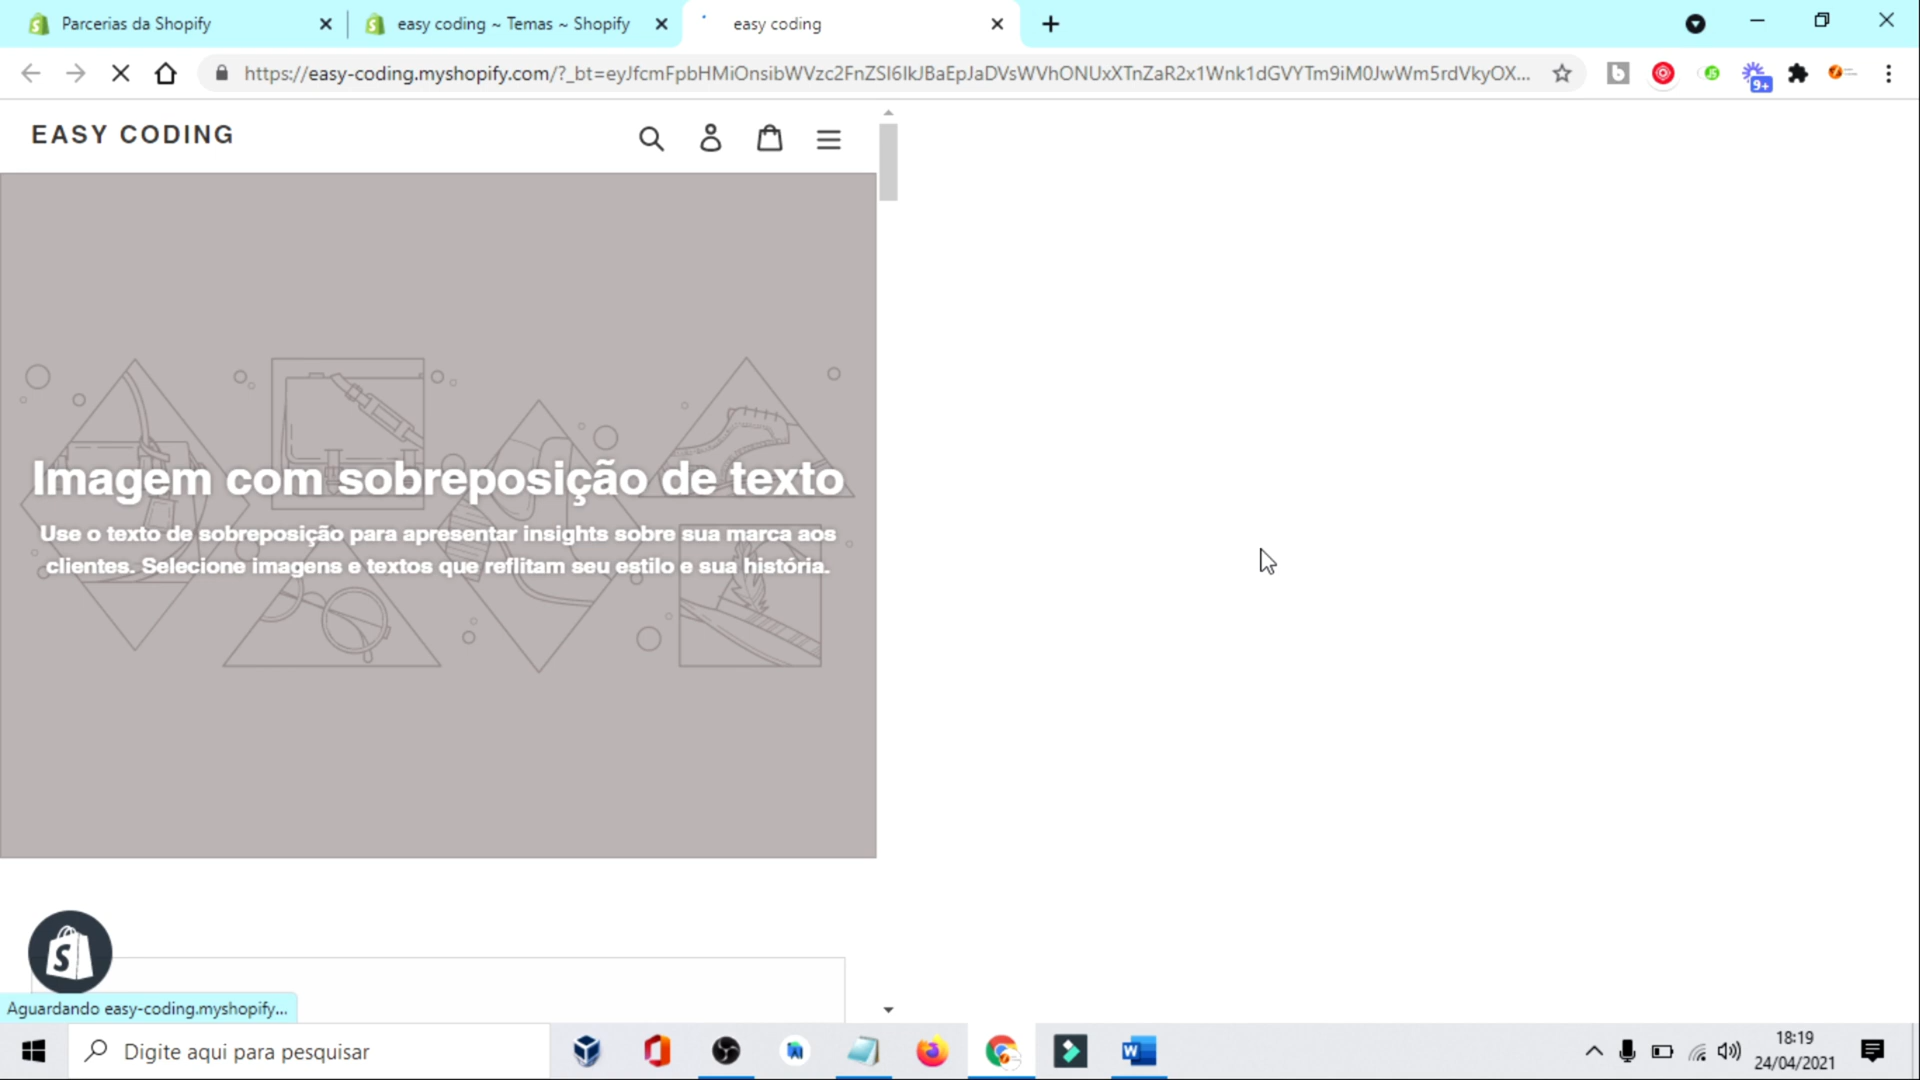 Parcerias da Shopify
easy coding ~ Temas ~ Shopify
easy coding
https://easy-coding.myshopify.com/?_bt=eyJfcmFpbHMiOnsibWVzc2FnZSI6IkJBaEpJaDVsWVhONUxXTnZaR2x1Wnk1dGVYTm9iM0JwWm5rdVkyOX...
9+
EASY CODING
Imagem com sobreposição de texto
Use o texto de sobreposição para apresentar insights sobre sua marca aos
clientes. Selecione imagens e textos que reflitam seu estilo e sua história.
Aguardando easy-coding.myshopify...
Digite aqui para pesquisar
18:19
24/04/2021